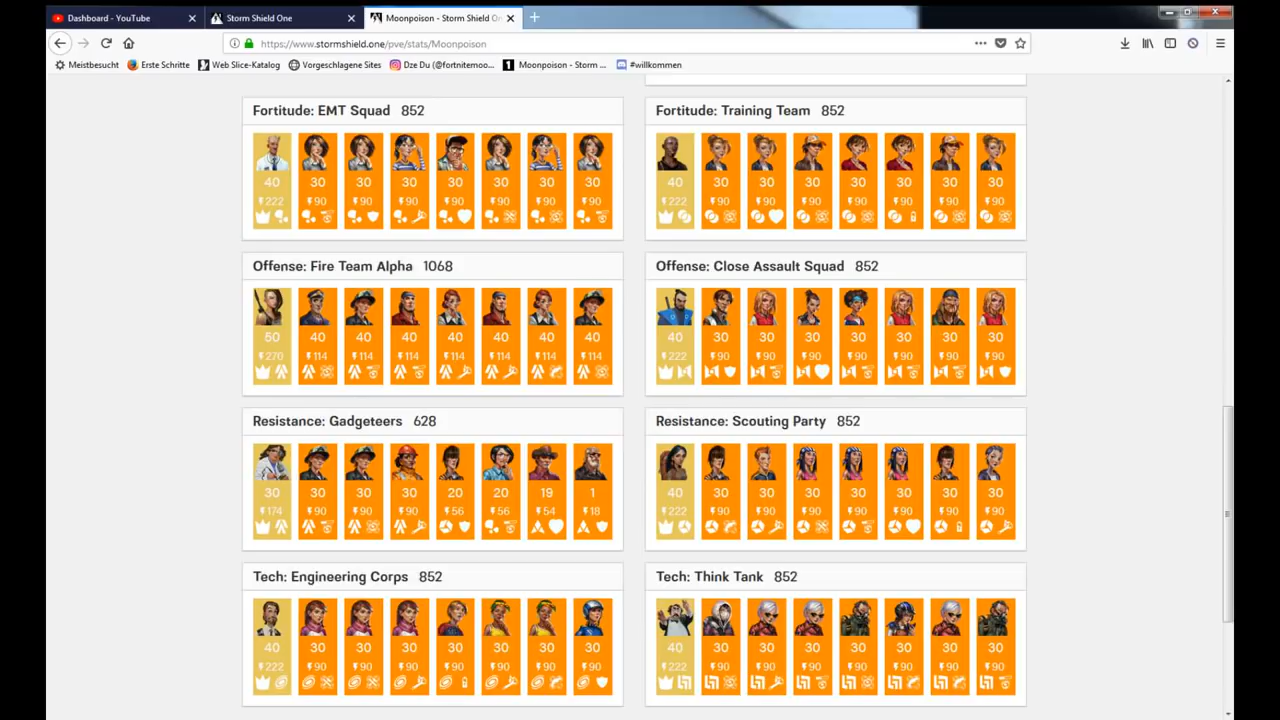 Dashboard - YouTube
Storm Shield One
Moonpoison - Storm Shield On
https://www.stormshield.one/pve/stats/Moonpoison
Meistbesucht
Erste Schritte
Web Slice-Katalog
Vorgeschlagene Sites
Dze Du (@fortnitemoo...
Moonpoison - Storm ...
#willkommen
Fortitude: EMT Squad 852
40 30 30 30 30 30 30 30
222 90 90 90 90 90 90 90
Fortitude: Training Team 852
40 30 30 30 30 30 30 30
222 90 90 90 90 90 90 90
Offense: Fire Team Alpha 1068
50 40 40 40 40 40 40 40
270 114 114 114 114 114 114 114
Offense: Close Assault Squad 852
40 30 30 30 30 30 30 30
222 90 90 90 90 90 90 90
Resistance: Gadgeteers 628
30 30 30 30 20 20 19 1
174 90 90 90 56 56 54 18
Resistance: Scouting Party 852
40 30 30 30 30 30 30 30
222 90 90 90 90 90 90 90
Tech: Engineering Corps 852
40 30 30 30 30 30 30 30
222 90 90 90 90 90 90 90
Tech: Think Tank 852
40 30 30 30 30 30 30 30
222 90 90 90 90 90 90 90